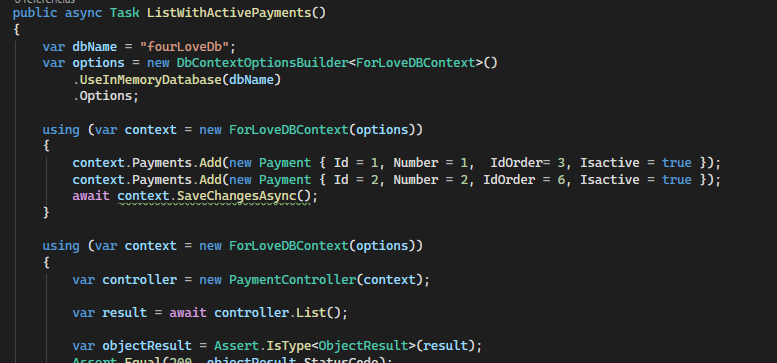 0 referencias
public async Task ListWithActivePayments()
{
var dbName = "fourLoveDb";
var options = new DbContextOptionsBuilder<ForLoveDBContext>()
.UseInMemoryDatabase(dbName)
.Options;
using (var context = new ForLoveDBContext(options))
{
context.Payments.Add(new Payment { Id = 1, Number = 1,  IdOrder= 3, Isactive = true });
context.Payments.Add(new Payment { Id = 2, Number = 2, IdOrder = 6, Isactive = true });
await context.SaveChangesAsync();
}
using (var context = new ForLoveDBContext(options))
{
var controller = new PaymentController(context);
var result = await controller.List();
var objectResult = Assert.IsType<ObjectResult>(result);
Assert.Equal(200, objectResult.StatusCode);